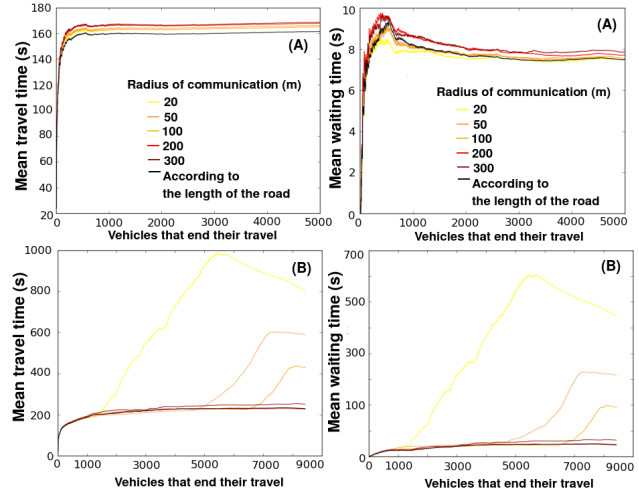 180
160
140
120
100
80
60
40
20
Mean travel time (s)
(A)
Radius of communication (m)
20
50
100
200
300
According to
the length of the road
0 1000 2000 3000 4000 5000
Vehicles that end their travel
10
8
6
4
2
0
Mean waiting time (s)
(A)
Radius of communication (m)
20
50
100
200
300
According to
the length of the road
0 1000 2000 3000 4000 5000
Vehicles that end their travel
1000
800
600
400
200
0
Mean travel time (s)
(B)
0 1000 3000 5000 7000 9000
Vehicles that end their travel
700
500
300
100
0
Mean waiting time (s)
(B)
0 1000 3000 5000 7000 9000
Vehicles that end their travel